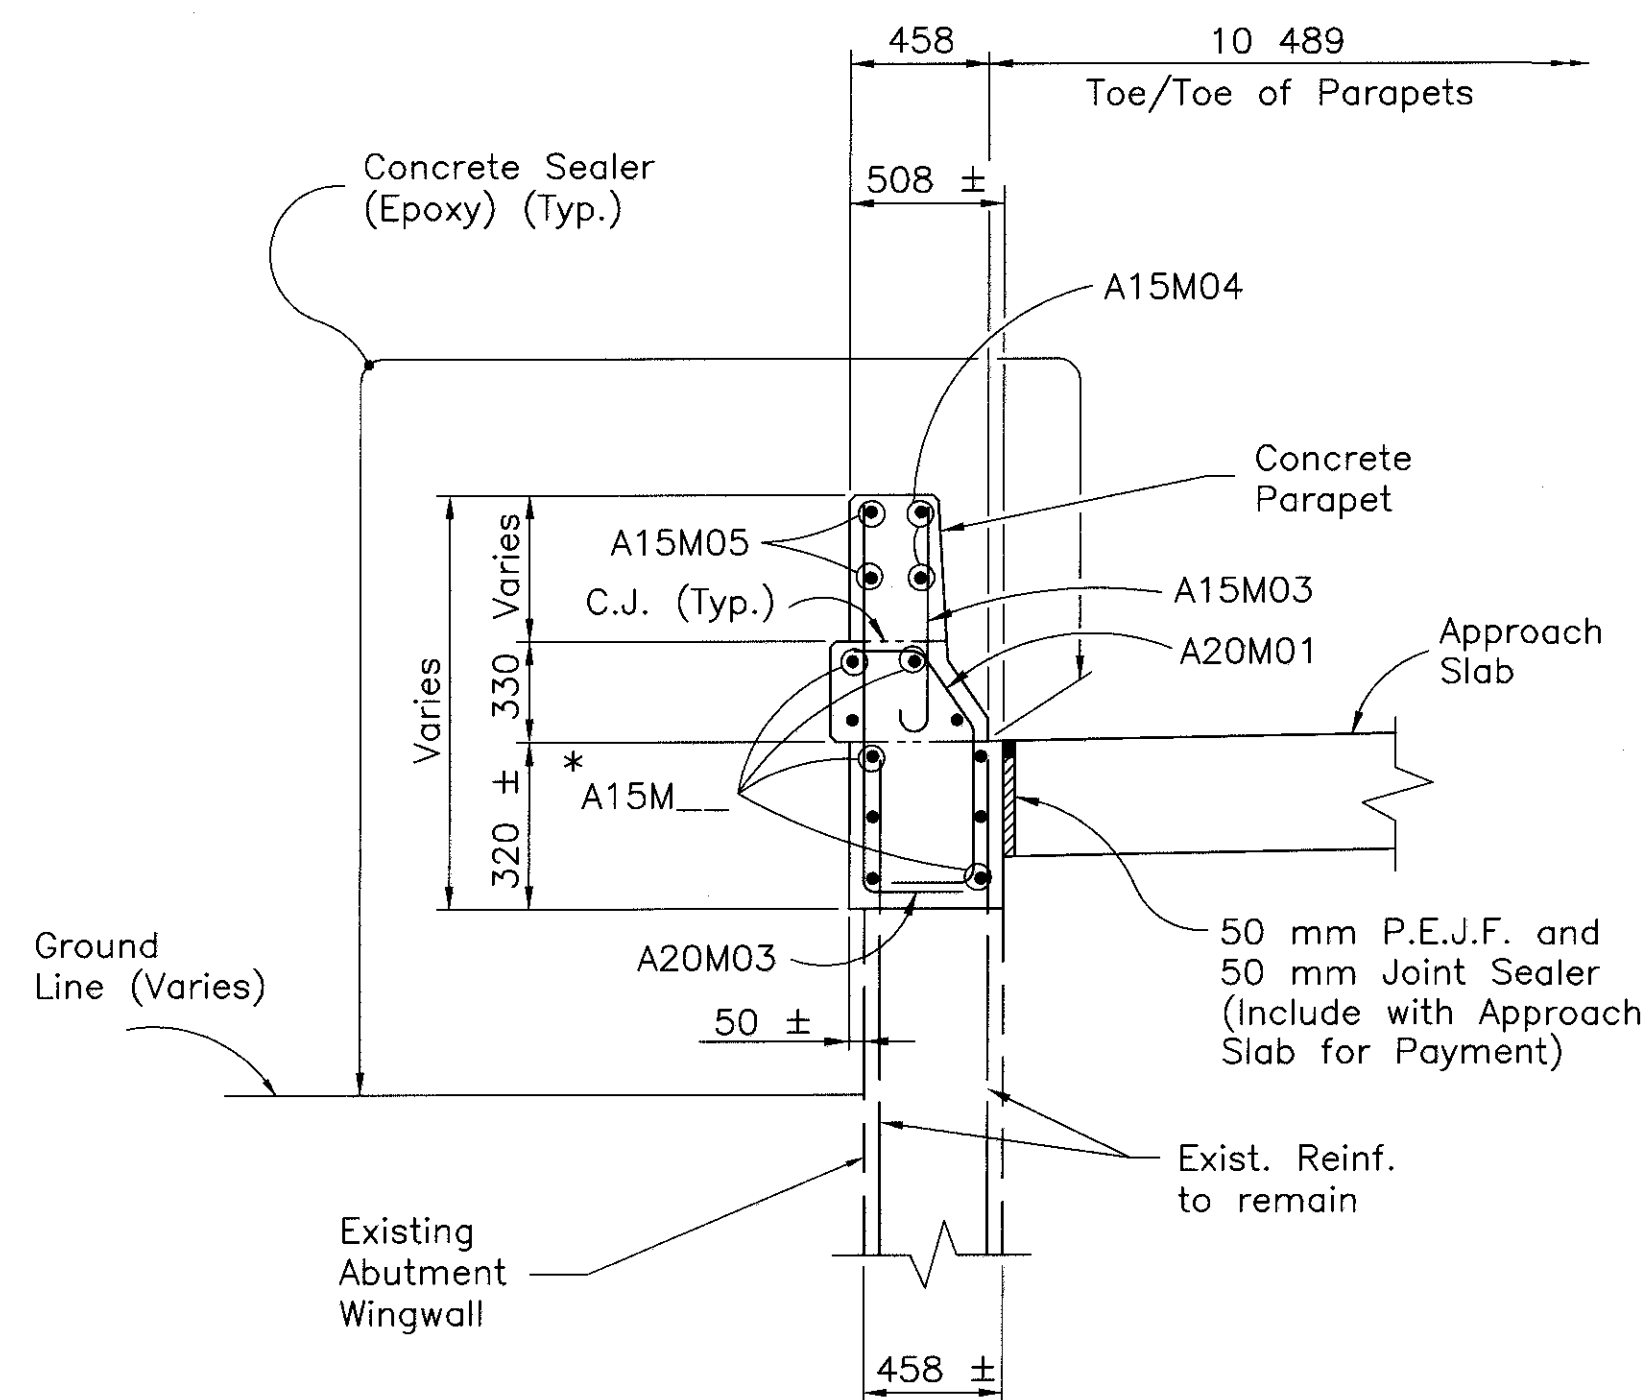 458
10 489
Toe/Toe of Parapets
Concrete Sealer
(Epoxy) (Typ.)
508 ±
A15M04
Concrete
Parapet
Varies
A15M05
C.J. (Typ.)
A15M03
A20M01
Approach
Slab
Varies
330
*
A15M__
320 ±
A20M03
50 mm P.E.J.F. and
50 mm Joint Sealer
(Include with Approach
Slab for Payment)
Ground
Line (Varies)
50 ±
Exist. Reinf.
to remain
Existing
Abutment
Wingwall
458 ±